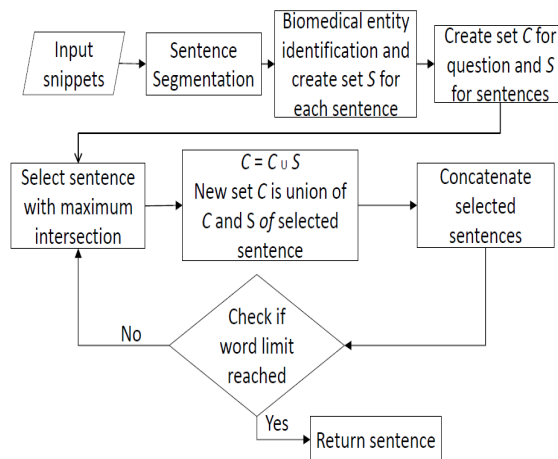 Input
snippets
Sentence
Segmentation
Biomedical entity
identification and
create set S for
each sentence
Create set C for
question and S
for sentences
Select sentence
with maximum
intersection
C = C ∪ S
New set C is union of
C and S of selected
sentence
Concatenate
selected
sentences
Check if
word limit
reached
No
Yes
Return sentence